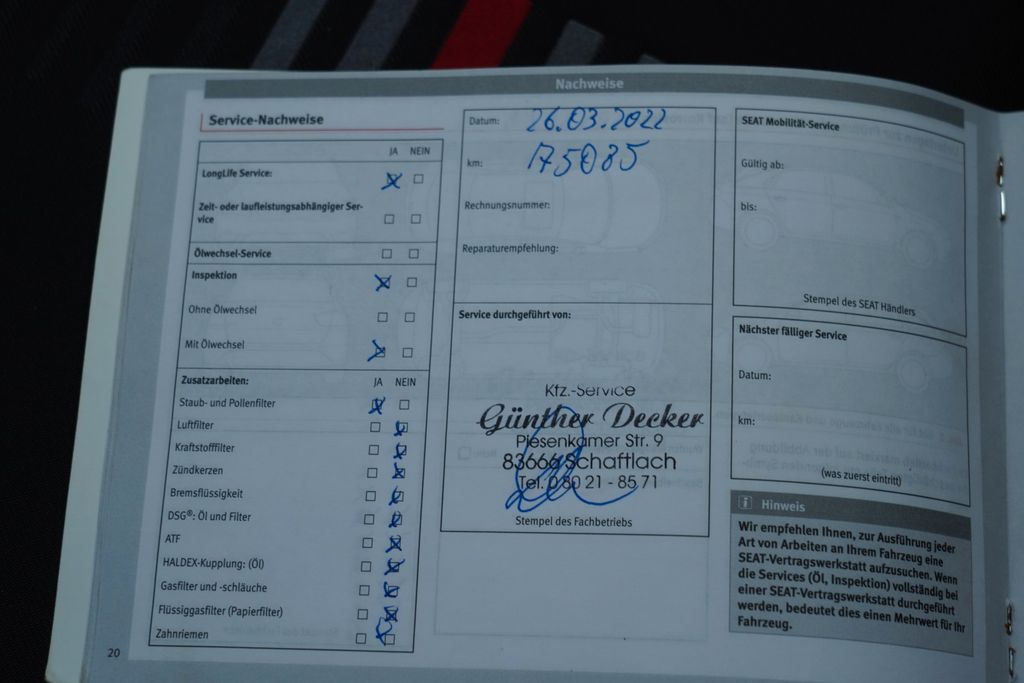 Nachweise
Service-Nachweise
JA NEIN
LongLife Service:
Zeit- oder laufleistungsabhängiger Ser-
vice
Ölwechsel-Service
Inspektion
Ohne Ölwechsel
Mit Ölwechsel
Zusatzarbeiten: JA NEIN
Staub- und Pollenfilter
Luftfilter
Kraftstofffilter
Zündkerzen
Bremsflüssigkeit
DSG®: Öl und Filter
ATF
HALDEX-Kupplung: (Öl)
Gasfilter und -schläuche
Flüssiggasfilter (Papierfilter)
Zahnriemen
20
Datum: 26.03.2022
km: 175085
Rechnungsnummer:
Reparaturempfehlung:
Service durchgeführt von:
Kfz.-Service
Günther Decker
Piesenkamer Str. 9
83666 Schaftlach
Tel. 0 80 21 - 85 71
Stempel des Fachbetriebs
SEAT Mobilität-Service
Gültig ab:
bis:
Stempel des SEAT Händlers
Nächster fälliger Service
Datum:
km:
(was zuerst eintritt)
i Hinweis
Wir empfehlen Ihnen, zur Ausführung jeder
Art von Arbeiten an Ihrem Fahrzeug eine
SEAT-Vertragswerkstatt aufzusuchen. Wenn
die Services (Öl, Inspektion) vollständig bei
einer SEAT-Vertragswerkstatt durchgeführt
werden, bedeutet dies einen Mehrwert für Ihr
Fahrzeug.